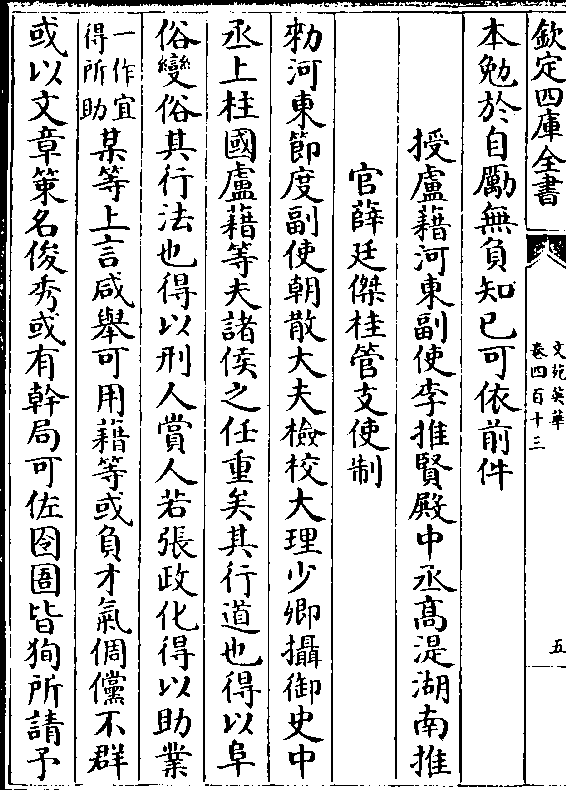 欽定四庫全書
文苑英華
卷四百十三
五
本勉於自勵無負知已可依前件
授盧藉河東副使李推賢殿中丞髙湜湖南推
官薛廷傑桂管支使制
勑河東節度副使朝散大夫檢校大理少卿攝御史中
丞上柱國盧藉等夫諸侯之任重矣其行道也得以阜
俗變俗其行法也得以刑人賞人若張政化得以助業
一作宜
得所助
某等上言咸舉可用藉等或負才氣倜儻不群
或以文章策名俊秀或有幹局可佐囹圄皆狥所請予